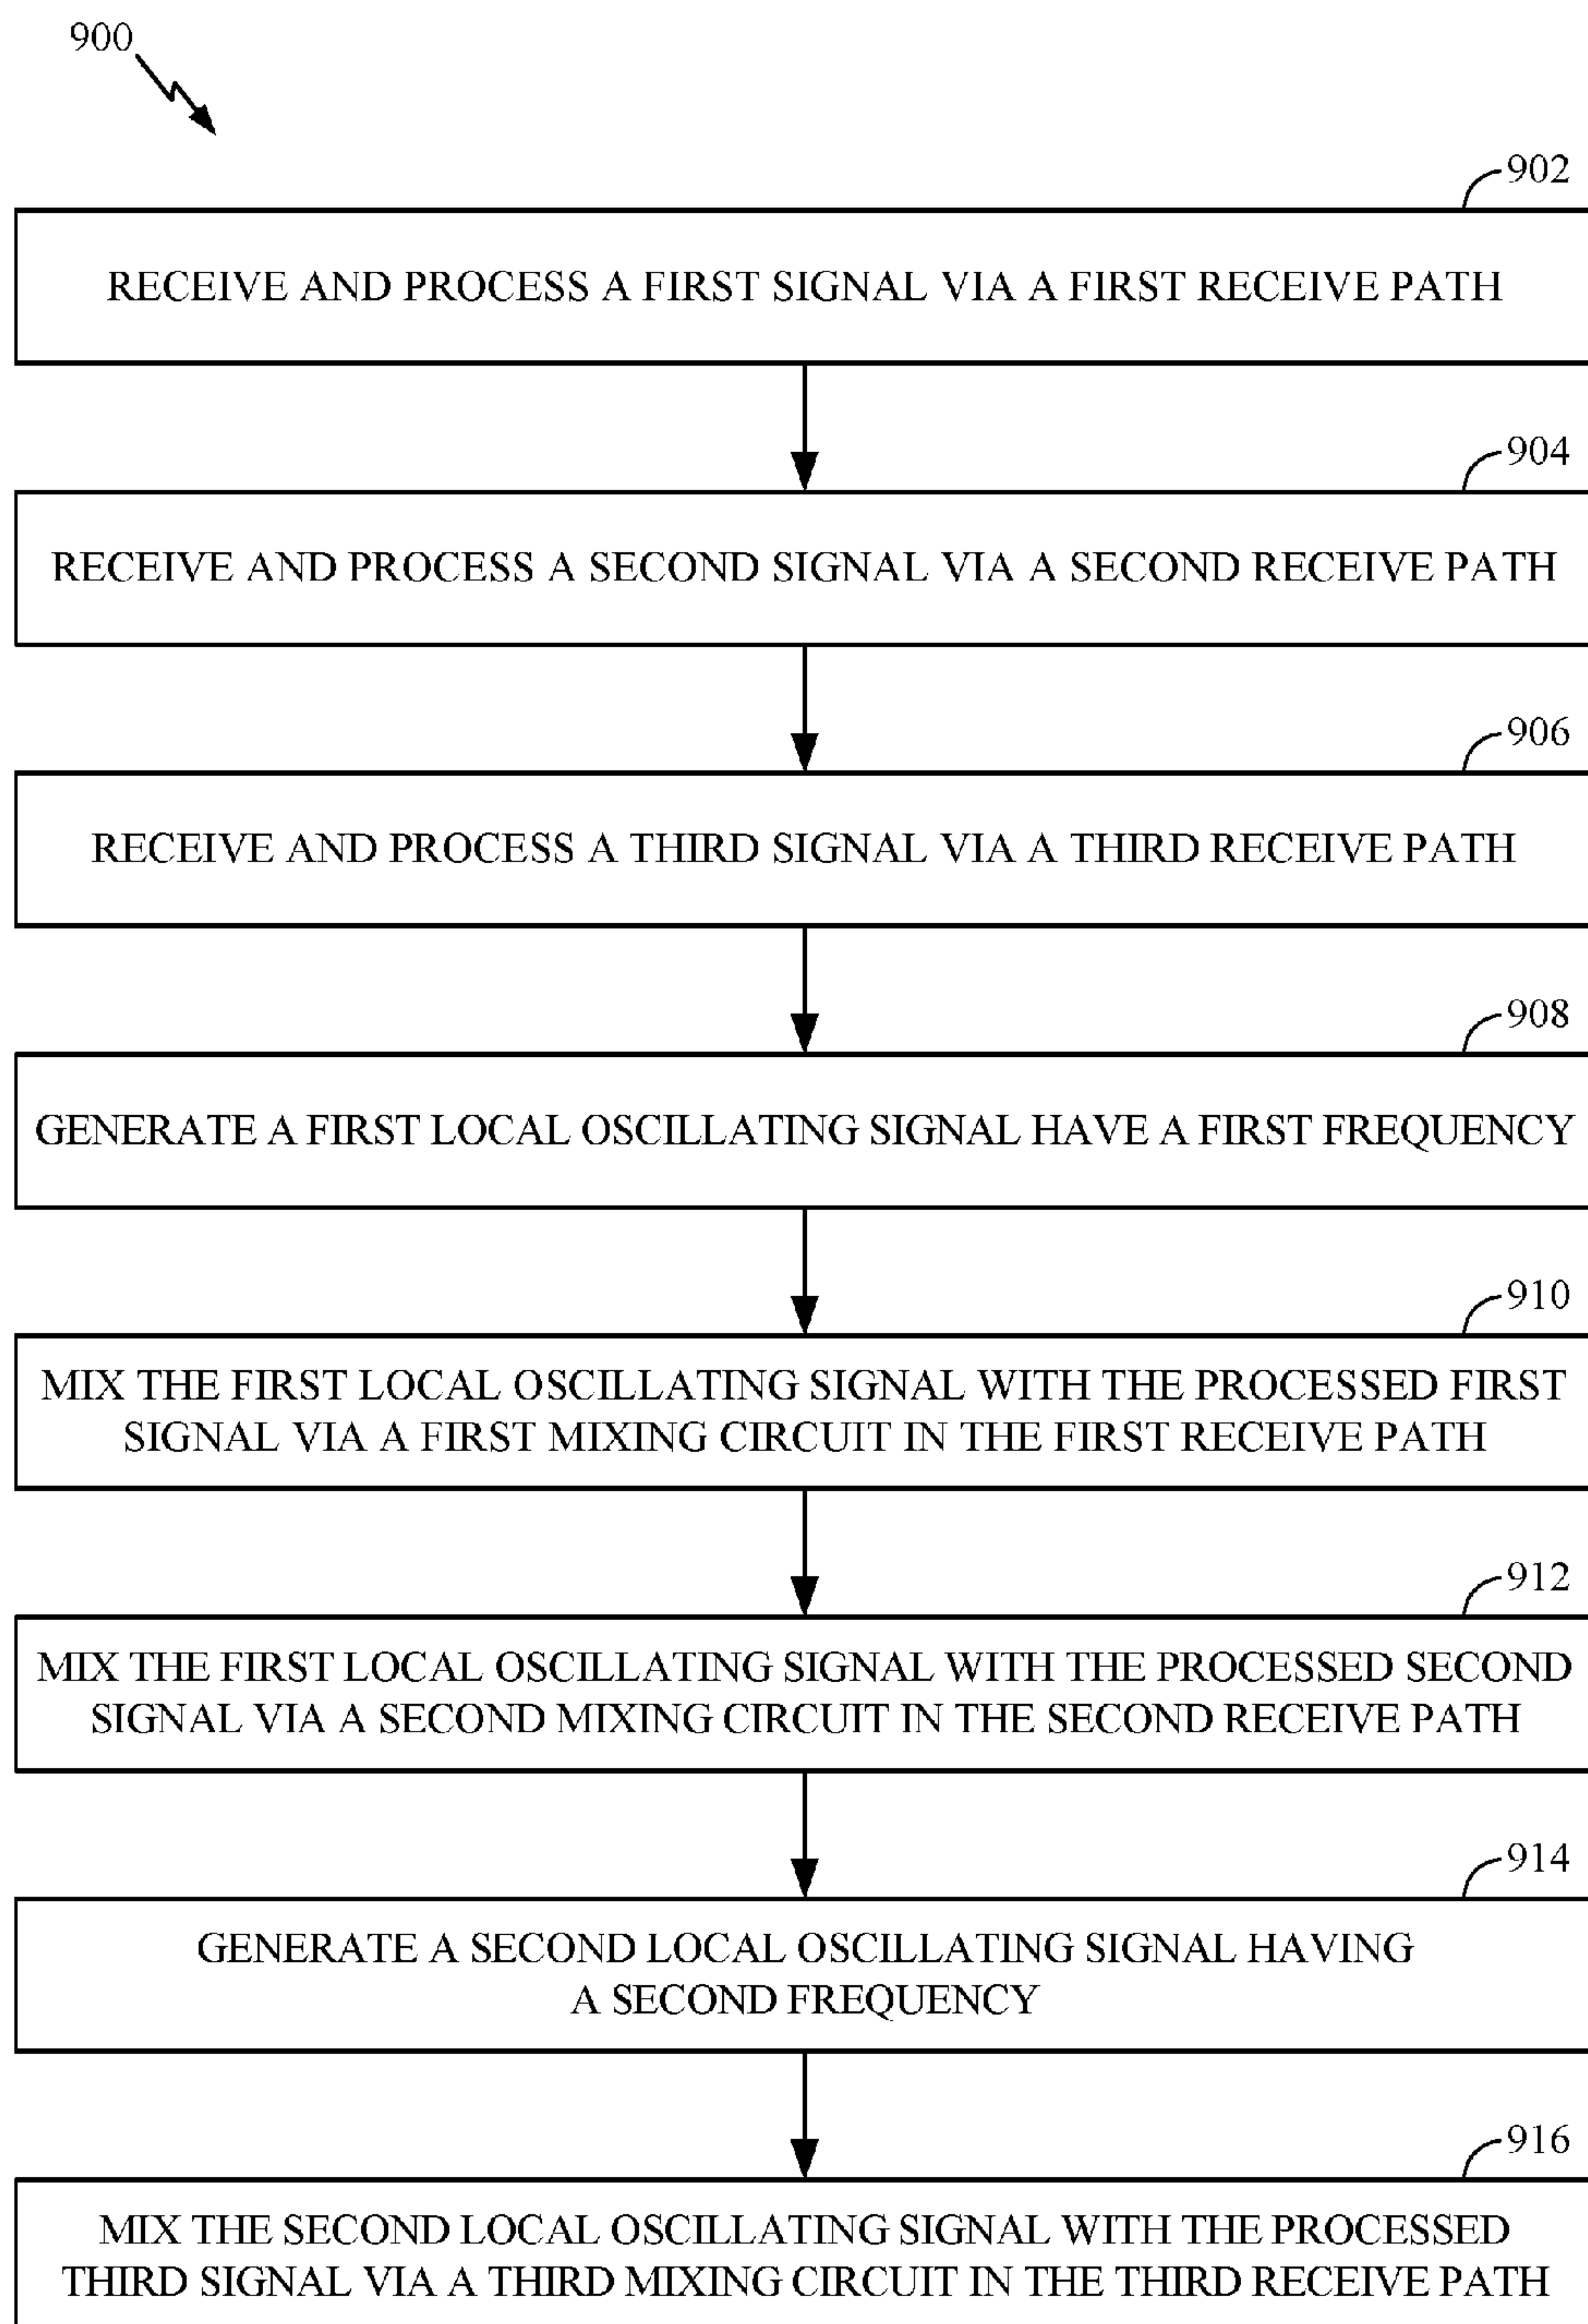 900
902
RECEIVE AND PROCESS A FIRST SIGNAL VIA A FIRST RECEIVE PATH
904
RECEIVE AND PROCESS A SECOND SIGNAL VIA A SECOND RECEIVE PATH
906
RECEIVE AND PROCESS A THIRD SIGNAL VIA A THIRD RECEIVE PATH
908
GENERATE A FIRST LOCAL OSCILLATING SIGNAL HAVE A FIRST FREQUENCY
910
MIX THE FIRST LOCAL OSCILLATING SIGNAL WITH THE PROCESSED FIRST
SIGNAL VIA A FIRST MIXING CIRCUIT IN THE FIRST RECEIVE PATH
912
MIX THE FIRST LOCAL OSCILLATING SIGNAL WITH THE PROCESSED SECOND
SIGNAL VIA A SECOND MIXING CIRCUIT IN THE SECOND RECEIVE PATH
914
GENERATE A SECOND LOCAL OSCILLATING SIGNAL HAVING
A SECOND FREQUENCY
916
MIX THE SECOND LOCAL OSCILLATING SIGNAL WITH THE PROCESSED
THIRD SIGNAL VIA A THIRD MIXING CIRCUIT IN THE THIRD RECEIVE PATH